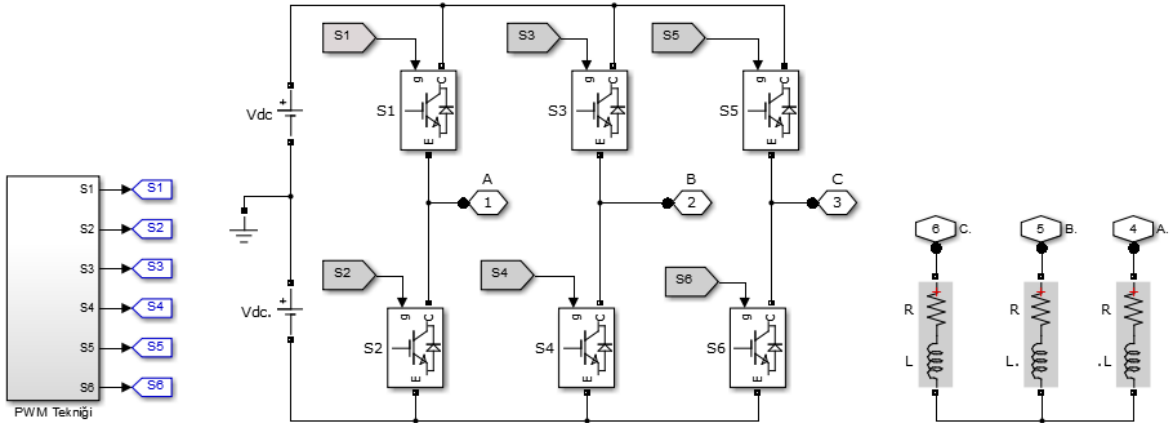 S1
S3
S5
g
C
S1
E
g
C
S3
E
g
C
S5
E
+
Vdc
S1
S1
S2
S2
S3
S3
S4
S4
S5
S5
S6
S6
PWM Tekniği
A
1
B
2
C
3
6
C.
5
B.
4
A.
S2
S4
S6
+
Vdc.
g
C
S2
E
g
C
S4
E
g
C
S6
E
R
L
R
L.
R
.L